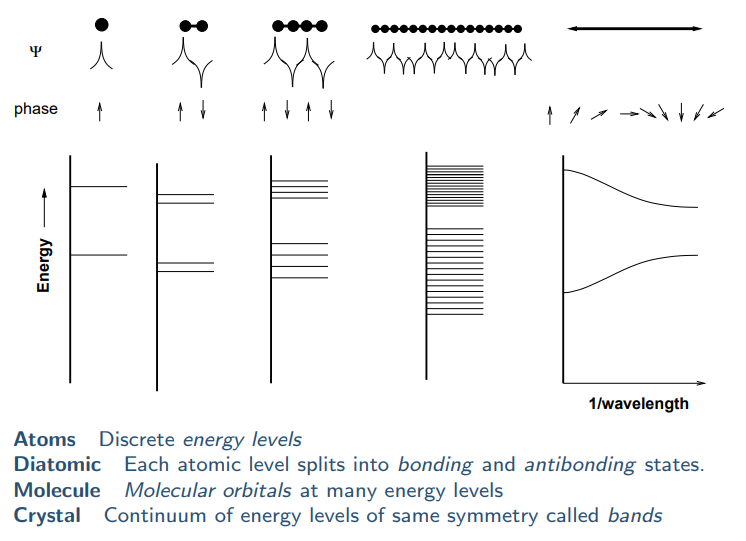 Ψ
phase
Energy
1/wavelength
Atoms Discrete energy levels
Diatomic Each atomic level splits into bonding and antibonding states.
Molecule Molecular orbitals at many energy levels
Crystal Continuum of energy levels of same symmetry called bands